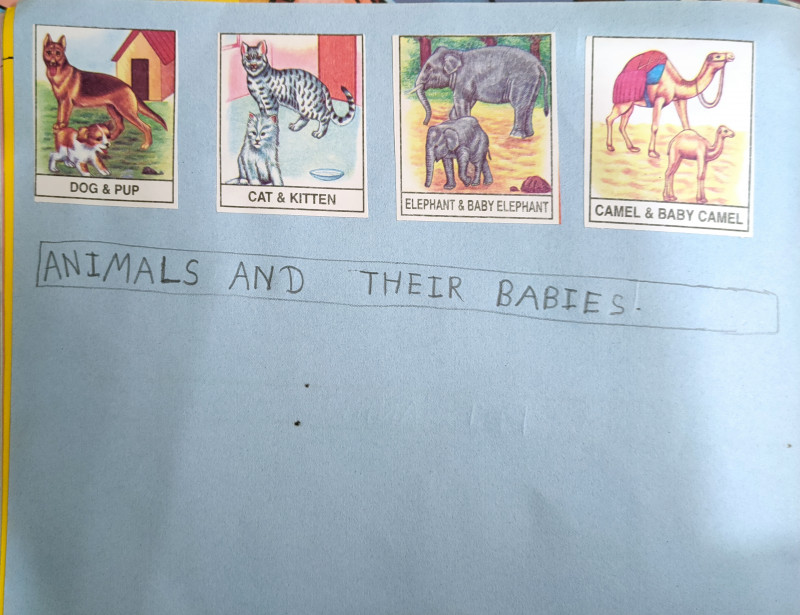 DOG & PUP
CAT & KITTEN
ELEPHANT & BABY ELEPHANT
CAMEL & BABY CAMEL
ANIMALS AND THEIR BABIES.